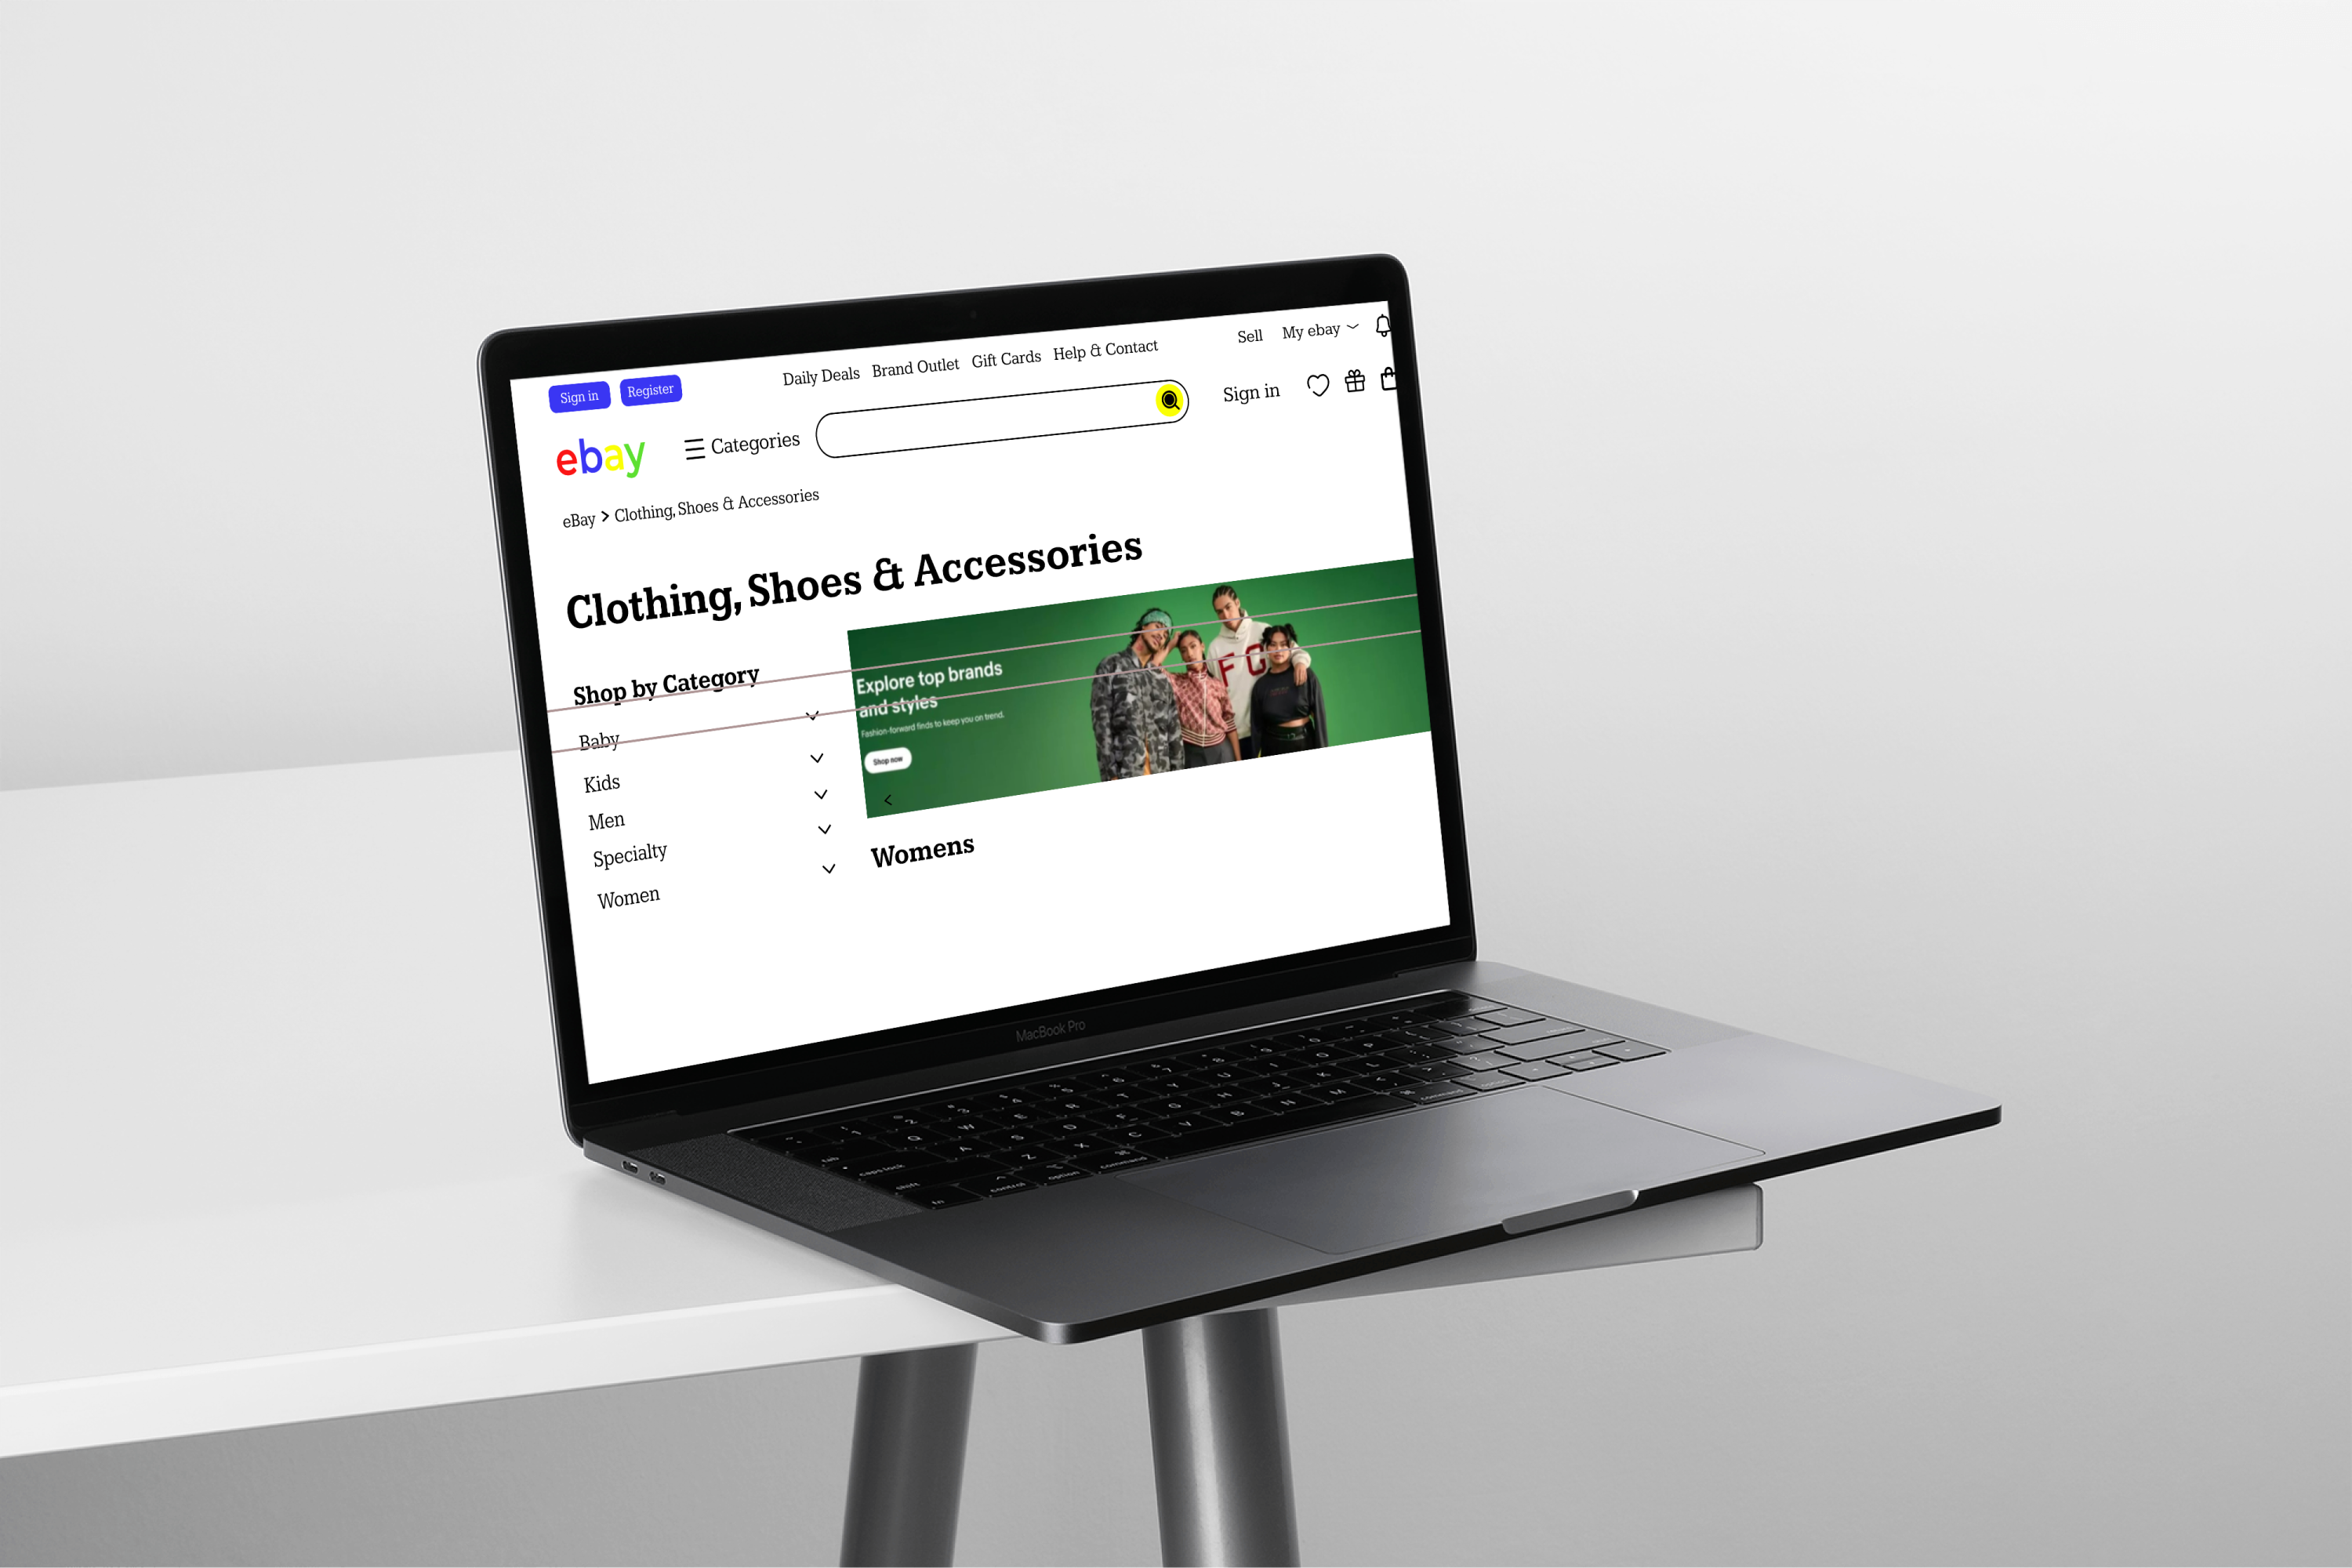 Sell My ebay
Daily Deals Brand Outlet Gift Cards Help & Contact
Sign in Register
Sign in
Categories
ebay
eBay > Clothing, Shoes & Accessories
Clothing, Shoes & Accessories
Shop by Category
Baby
Kids
Men
Specialty
Women
Explore top brands
and styles
Fashion-forward finds to keep you on trend.
Shop now
F G
Womens
MacBook Pro